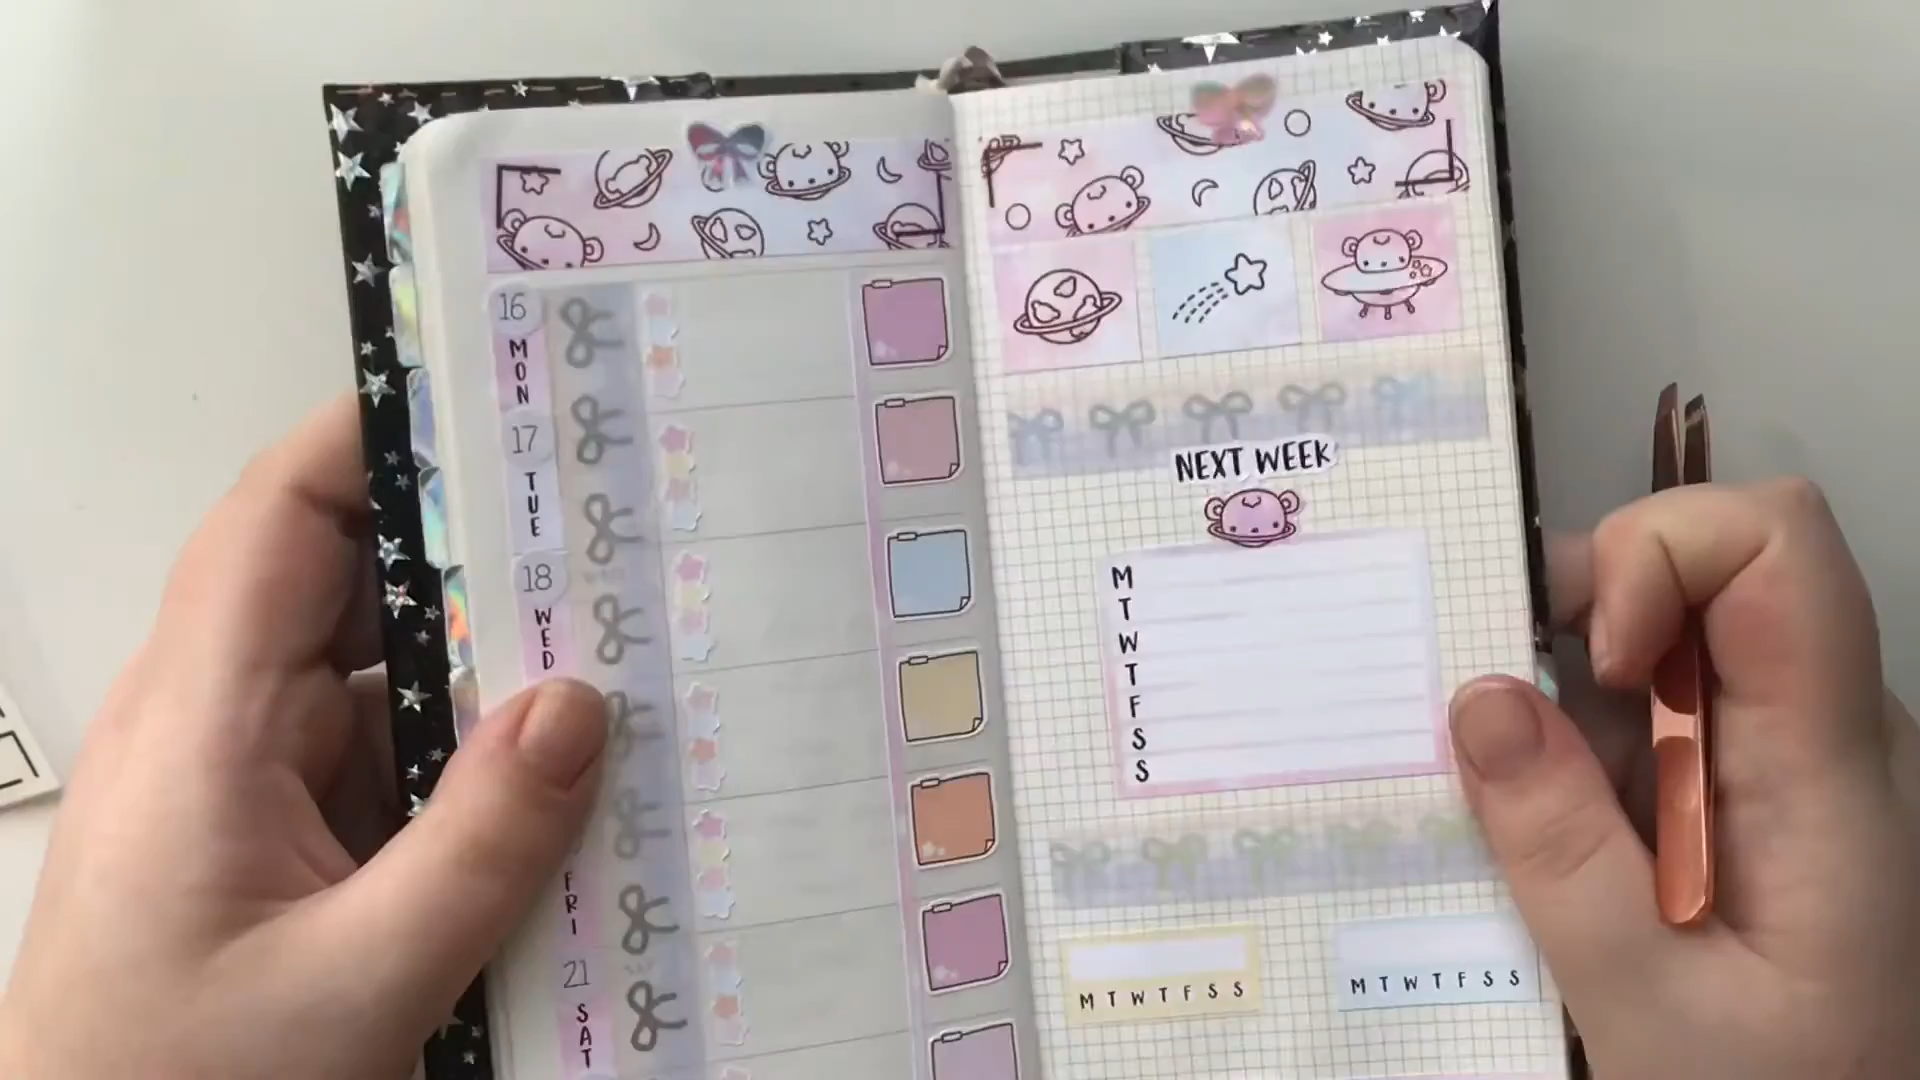 16
MON
17
TUE
18
WED
FRI
21
SAT
NEXT WEEK
M
T
W
T
F
S
S
M T W T F S S
M T W T F S S